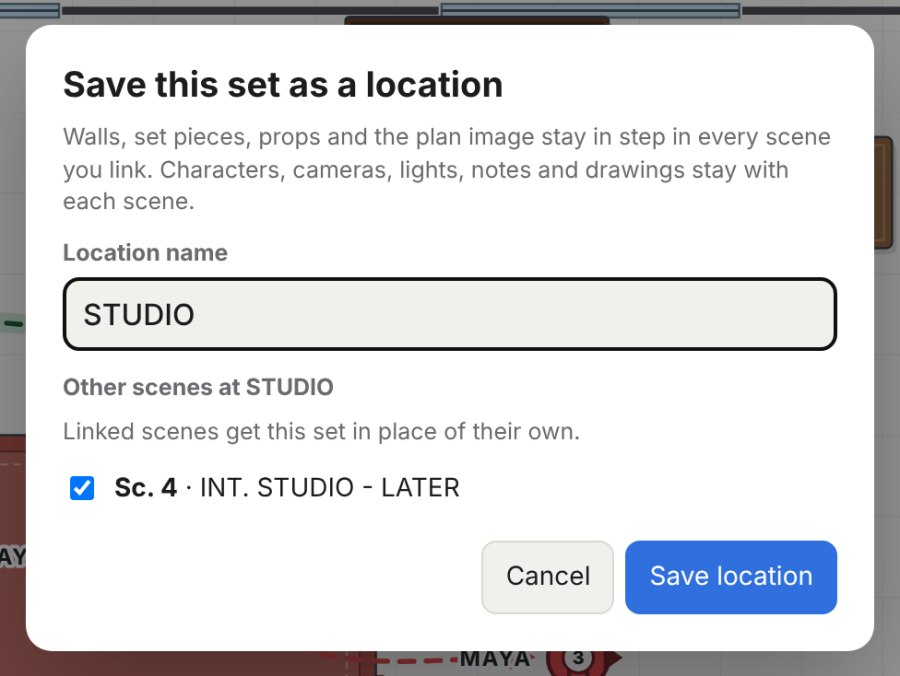 Save this set as a location
Walls, set pieces, props and the plan image stay in step in every scene
you link. Characters, cameras, lights, notes and drawings stay with
each scene.
Location name
STUDIO
Other scenes at STUDIO
Linked scenes get this set in place of their own.
Sc. 4 · INT. STUDIO - LATER
Cancel
Save location
AY
MAYA
3